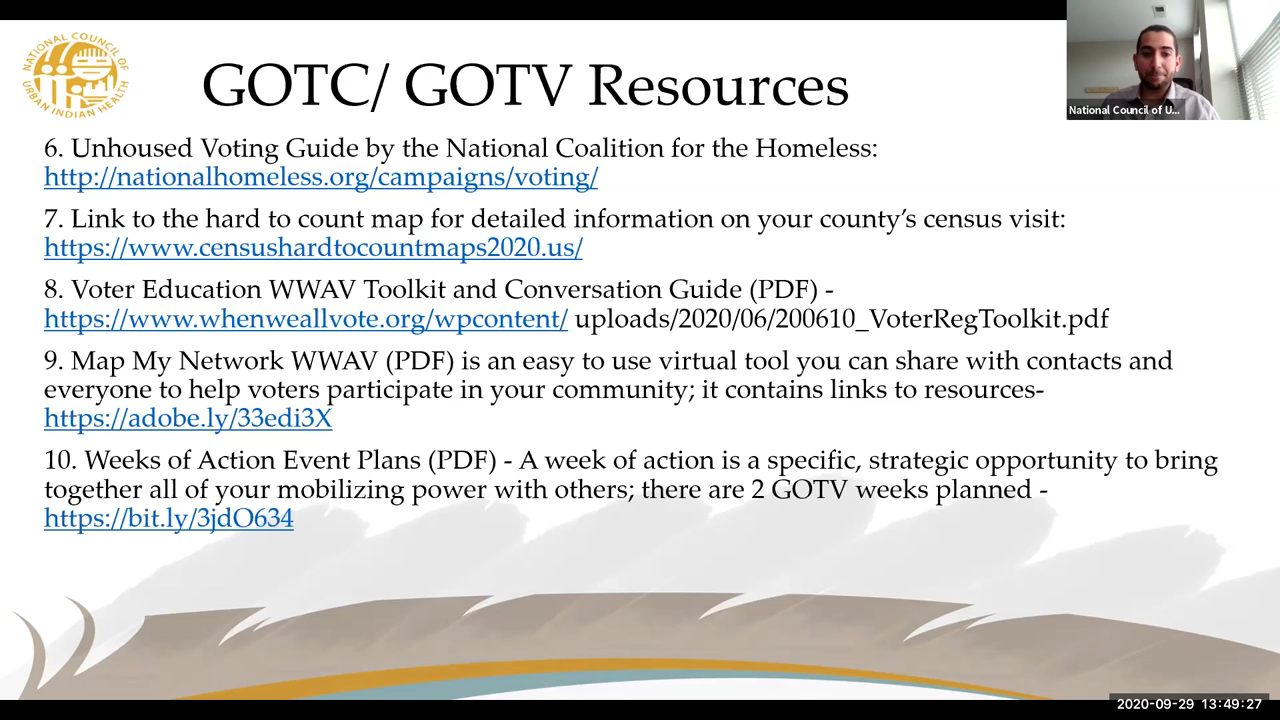 NATIONAL COUNCIL OF
URBAN INDIAN HEALTH
GOTC/ GOTV Resources
National Council of U...
6. Unhoused Voting Guide by the National Coalition for the Homeless:
http://nationalhomeless.org/campaigns/voting/
7. Link to the hard to count map for detailed information on your county’s census visit:
https://www.censushardtocountmaps2020.us/
8. Voter Education WWAV Toolkit and Conversation Guide (PDF) -
https://www.whenweallvote.org/wpcontent/ uploads/2020/06/200610_VoterRegToolkit.pdf
9. Map My Network WWAV (PDF) is an easy to use virtual tool you can share with contacts and
everyone to help voters participate in your community; it contains links to resources-
https://adobe.ly/33edi3X
10. Weeks of Action Event Plans (PDF) - A week of action is a specific, strategic opportunity to bring
together all of your mobilizing power with others; there are 2 GOTV weeks planned -
https://bit.ly/3jdO634
2020-09-29 13:49:27